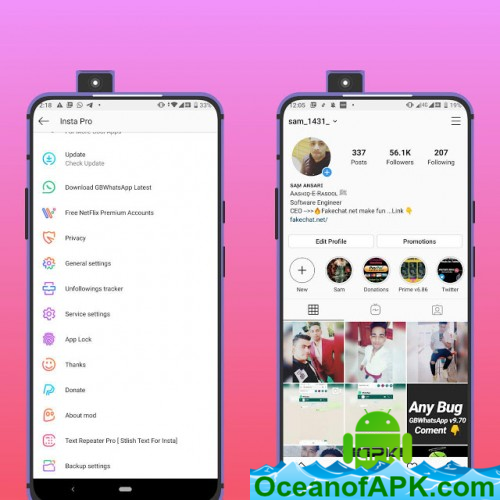 2:18
33%
Insta Pro
Update
Check Update
Download GBWhatsApp Latest
Free NetFlix Premium Accounts
Privacy
General settings
Unfollowings tracker
Service settings
App Lock
Thanks
Donate
About mod
Text Repeater Pro [ Stlish Text For Insta]
Backup settings
12:05
19%
sam_1431_
337
56.1K
207
Posts
Followers
Following
SAM ANSARI
AASHIQ-E-RASOOL
Software Engineer
CEO -->>🔥Fakechat.net make fun ...Link 👇
fakechat.net/
Edit Profile
Promotions
New
Sam
Donations
Prime v6.86
Twitter
Any Bug
GBWhatsApp v9.70
Coment 👇
OceanofAPK.com